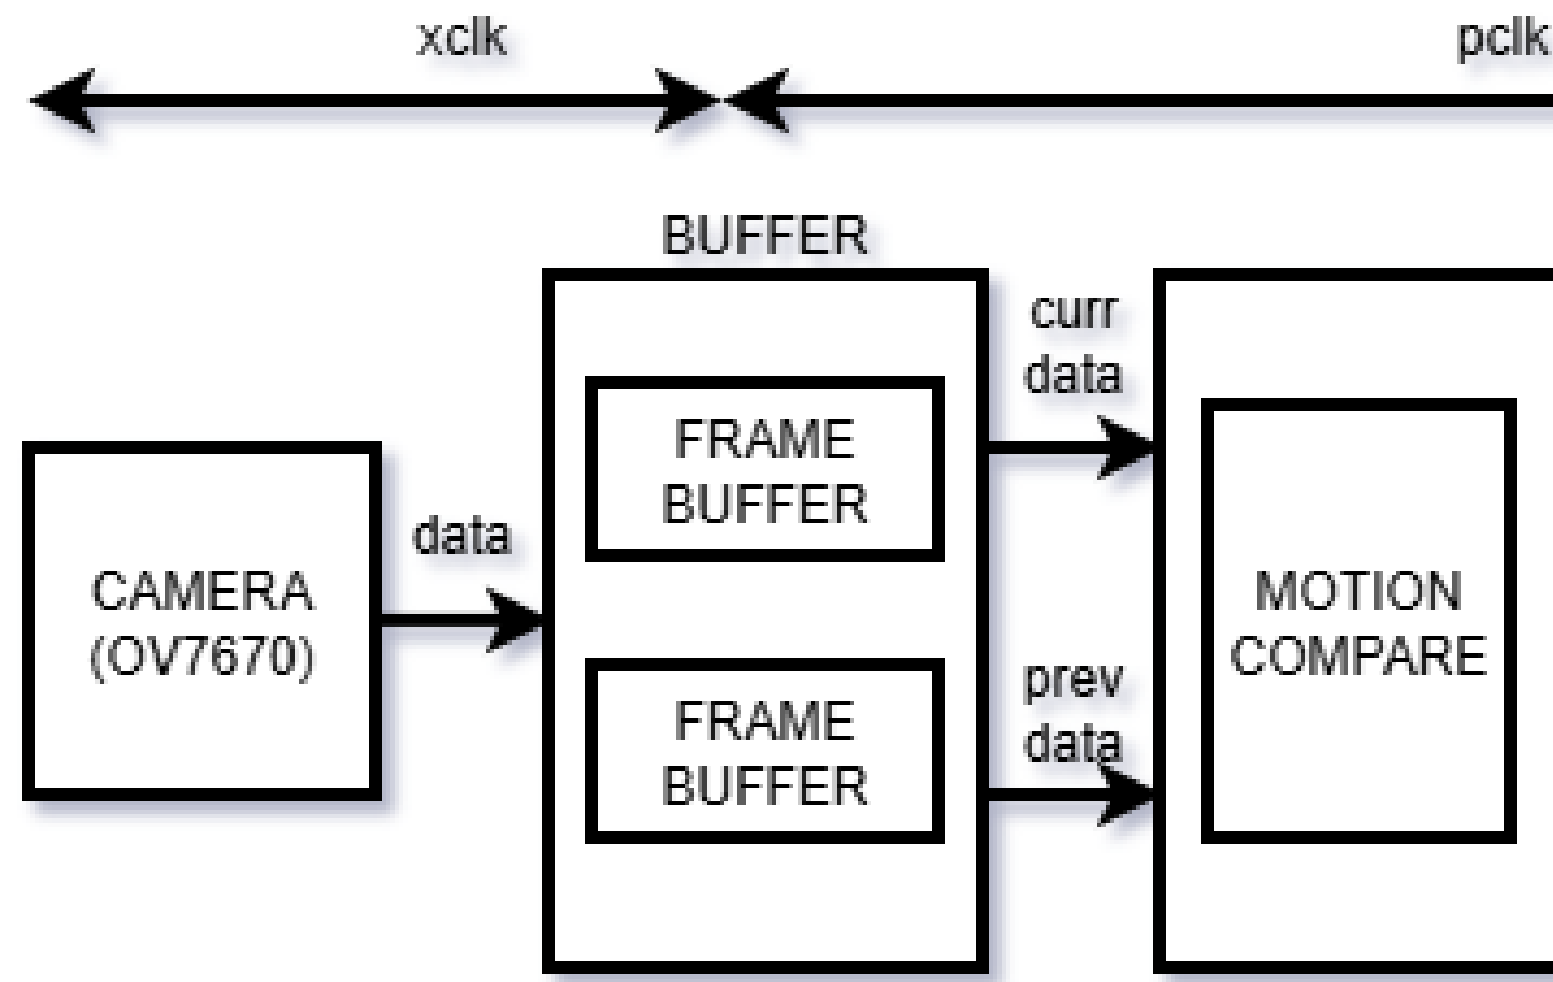 xclk
pclk
BUFFER
curr
data
FRAME
BUFFER
data
CAMERA
(OV7670)
MOTION
COMPARE
prev
data
FRAME
BUFFER